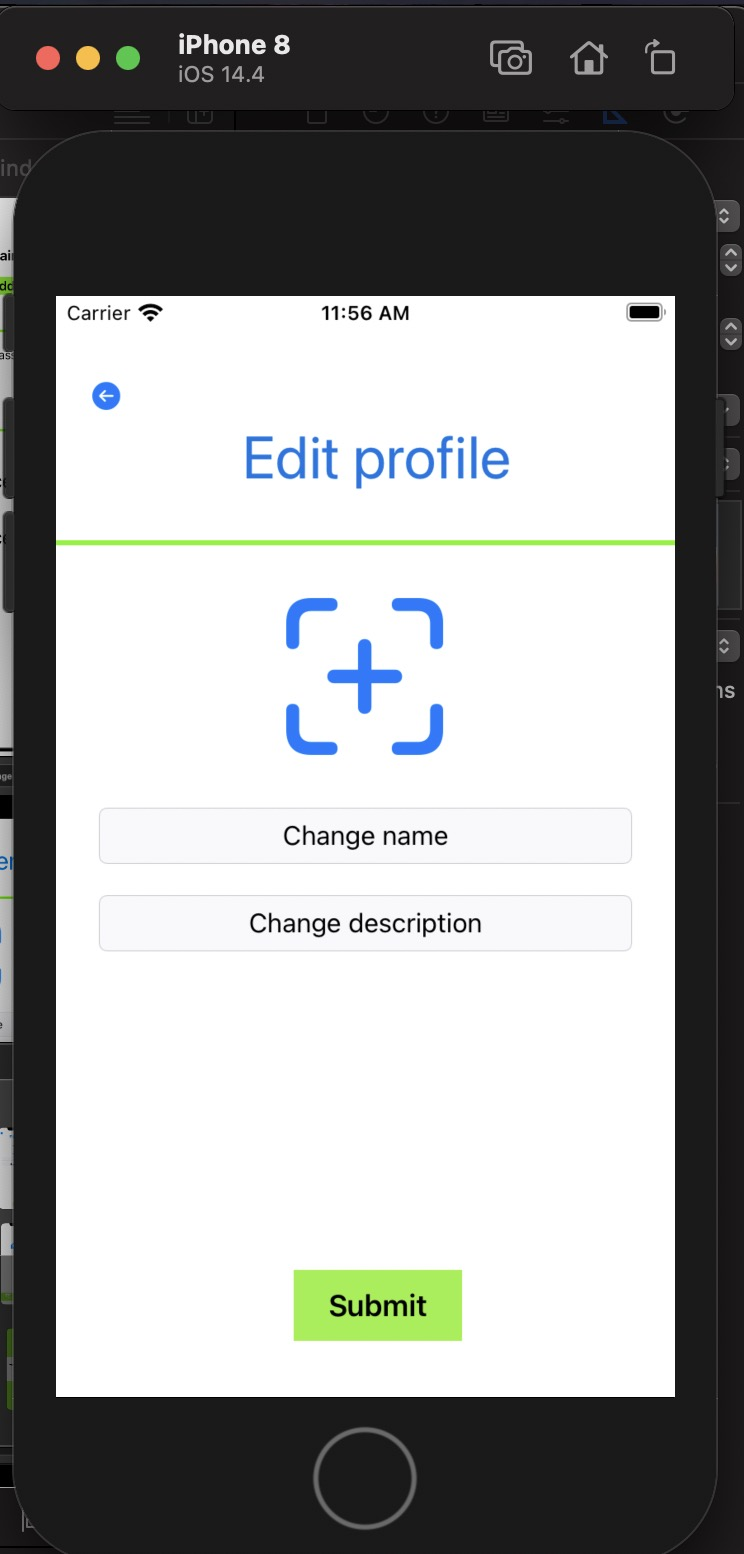 iPhone 8
iOS 14.4
Carrier 11:56 AM
Edit profile
Change name
Change description
Submit